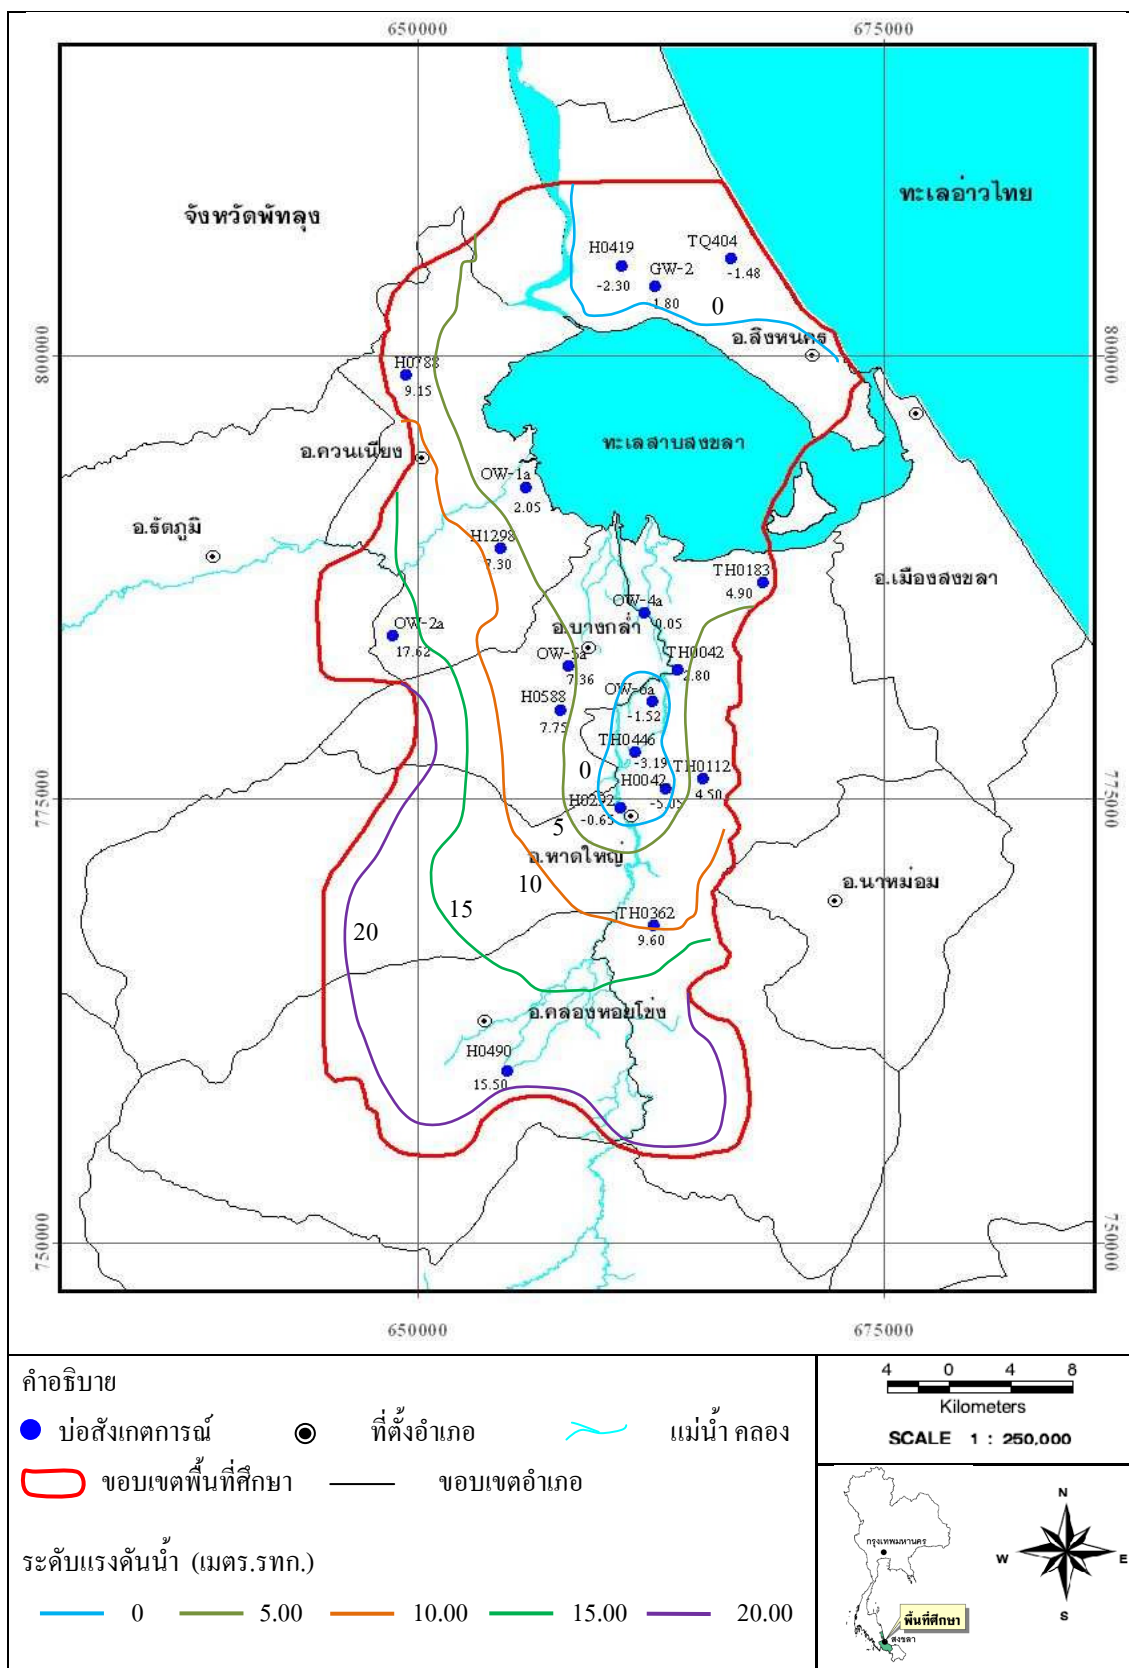 650000 675000
ทะเลอ่าวไทย
จังหวัดพัทลุง
TQ404
-1.48
H0419
-2.30
GW-2
1.80
0
อ.สิงหนคร
800000 800000
H0788
9.15
ทะเลสาบสงขลา
อ.ควนเนียง
OW-1a
2.05
อ.รัตภูมิ
H1298
7.30
TH0183
4.90
อ.เมืองสงขลา
OW-4a
0.05
อ.บางกล่ำ
OW-2a
17.62
OW-5a
7.36
TH0042
2.80
OW-6a
-1.52
H0588
7.75
TH0446
-3.19
0
TH0112
4.50
H0042
-5.09
H0292
-0.65
775000 775000
5
อ.หาดใหญ่
10
อ.นาหม่อม
15
20
TH0362
9.60
อ.คลองหอยโข่ง
H0490
15.50
750000 750000
650000 675000
คำอธิบาย
บ่อสังเกตการณ์ ที่ตั้งอำเภอ แม่น้ำ คลอง
ขอบเขตพื้นที่ศึกษา ขอบเขตอำเภอ
ระดับแรงดันน้ำ (เมตร.รทก.)
0 5.00 10.00 15.00 20.00
4 0 4 8
Kilometers
SCALE 1 : 250,000
กรุงเทพมหานคร
พื้นที่ศึกษา
สงขลา
N
W E
S